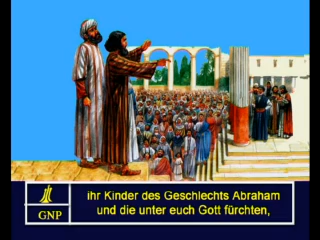 ihr Kinder des Geschlechts Abraham
und die unter euch Gott fürchten,
GNP